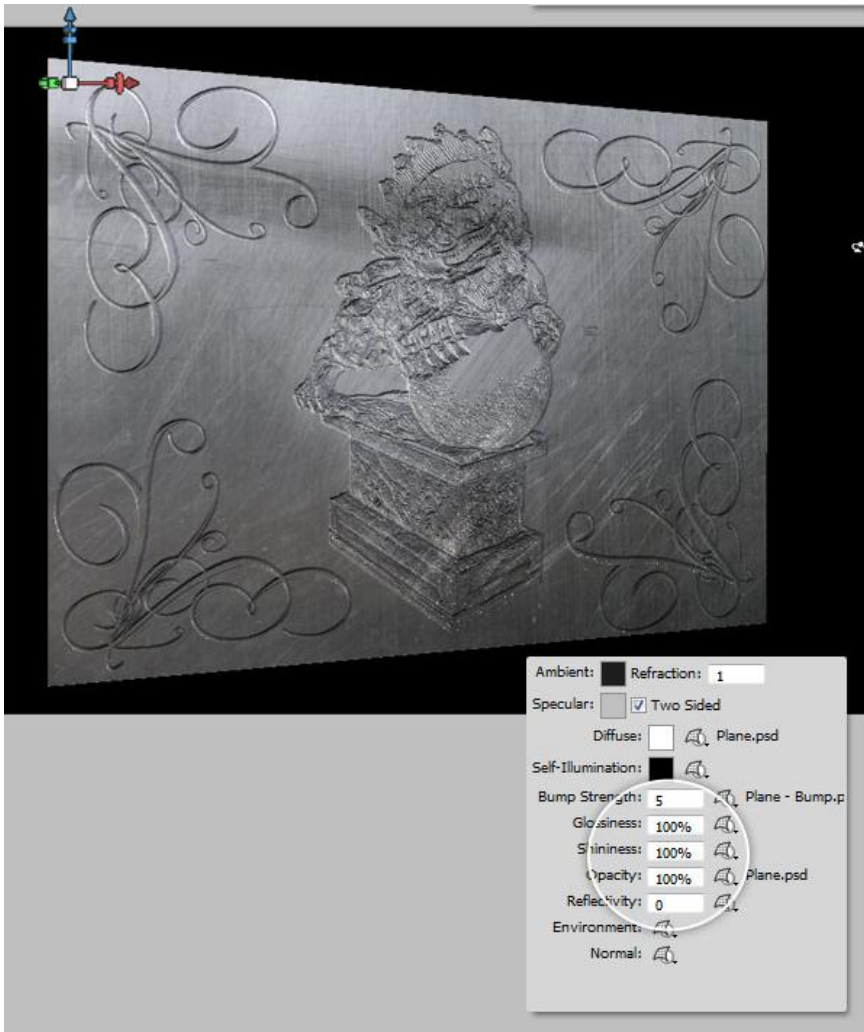 Ambient: Refraction: 1
Specular: Two Sided
Diffuse: Plane.psd
Self-Illumination:
Bump Strength: 5 Plane - Bump.p
Glossiness: 100%
Shininess: 100%
Opacity: 100% Plane.psd
Reflectivity: 0
Environment:
Normal: